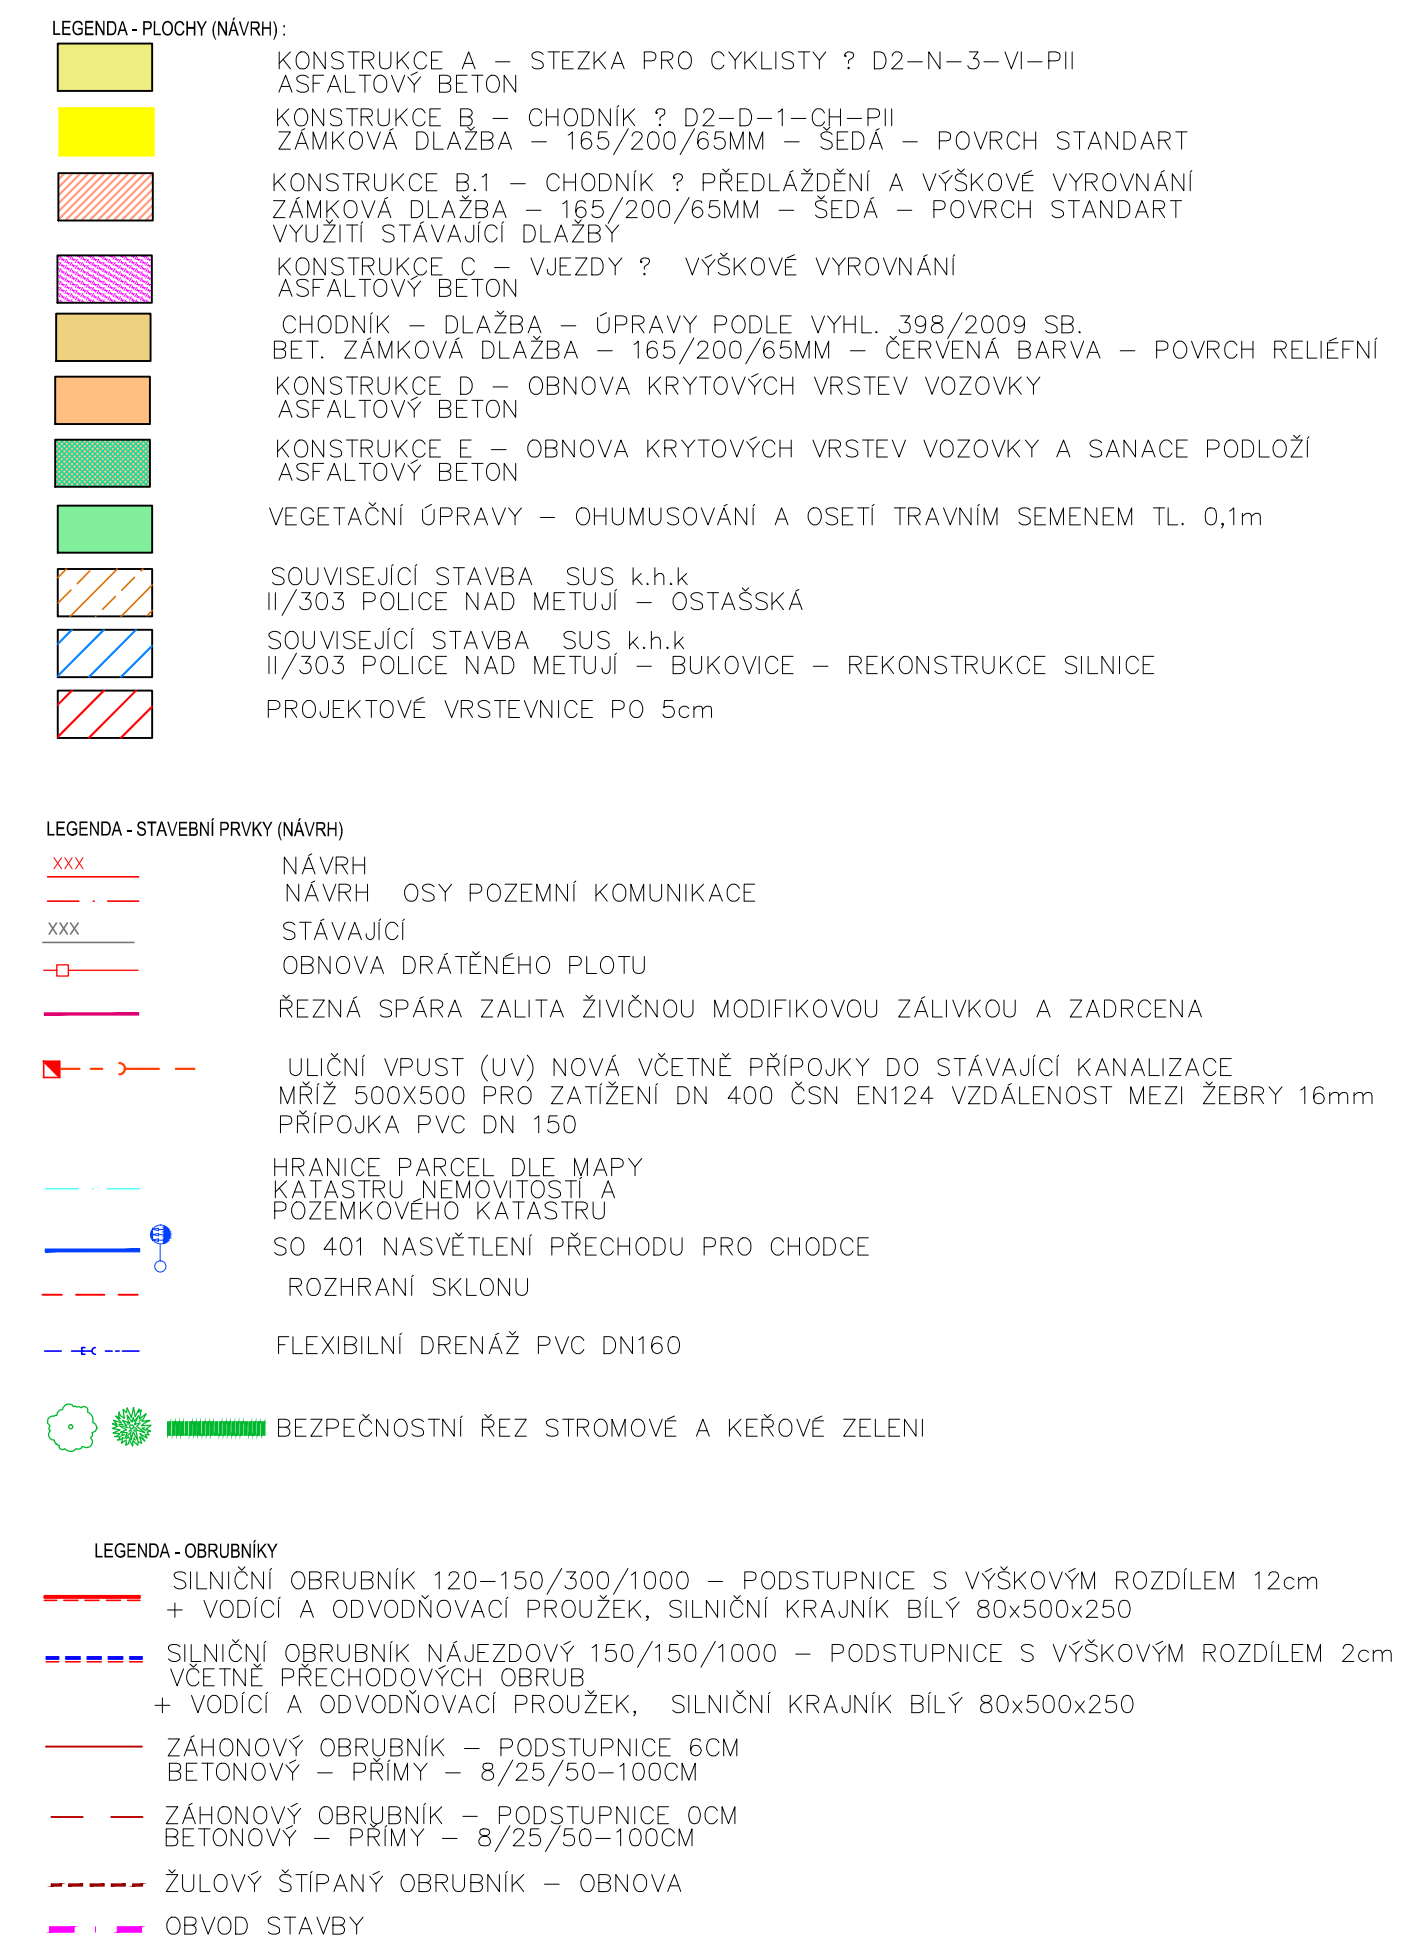 LEGENDA - PLOCHY (NÁVRH) :
KONSTRUKCE A – STEZKA PRO CYKLISTY ? D2–N–3–VI–PII
ASFALTOVÝ BETON
KONSTRUKCE B – CHODNÍK ? D2–D–1–CH–PII
ZÁMKOVÁ DLAŽBA – 165/200/65MM – ŠEDÁ – POVRCH STANDART
KONSTRUKCE B.1 – CHODNÍK ? PŘEDLÁŽDĚNÍ A VÝŠKOVÉ VYROVNÁNÍ
ZÁMKOVÁ DLAŽBA – 165/200/65MM – ŠEDÁ – POVRCH STANDART
VYUŽITÍ STÁVAJÍCÍ DLAŽBY
KONSTRUKCE C – VJEZDY ? VÝŠKOVÉ VYROVNÁNÍ
ASFALTOVÝ BETON
CHODNÍK – DLAŽBA – ÚPRAVY PODLE VYHL. 398/2009 SB.
BET. ZÁMKOVÁ DLAŽBA – 165/200/65MM – ČERVENÁ BARVA – POVRCH RELIÉFNÍ
KONSTRUKCE D – OBNOVA KRYTOVÝCH VRSTEV VOZOVKY
ASFALTOVÝ BETON
KONSTRUKCE E – OBNOVA KRYTOVÝCH VRSTEV VOZOVKY A SANACE PODLOŽÍ
ASFALTOVÝ BETON
VEGETAČNÍ ÚPRAVY – OHUMUSOVÁNÍ A OSETÍ TRAVNÍM SEMENEM TL. 0,1m
SOUVISEJÍCÍ STAVBA SUS k.h.k
II/303 POLICE NAD METUJÍ – OSTAŠSKÁ
SOUVISEJÍCÍ STAVBA SUS k.h.k
II/303 POLICE NAD METUJÍ – BUKOVICE – REKONSTRUKCE SILNICE
PROJEKTOVÉ VRSTEVNICE PO 5cm
LEGENDA - STAVEBNÍ PRVKY (NÁVRH)
XXX NÁVRH
NÁVRH OSY POZEMNÍ KOMUNIKACE
XXX STÁVAJÍCÍ
OBNOVA DRÁTĚNÉHO PLOTU
ŘEZNÁ SPÁRA ZALITA ŽIVIČNOU MODIFIKOVOU ZÁLIVKOU A ZADRCENA
ULIČNÍ VPUST (UV) NOVÁ VČETNĚ PŘÍPOJKY DO STÁVAJÍCÍ KANALIZACE
MŘÍŽ 500X500 PRO ZATÍŽENÍ DN 400 ČSN EN124 VZDÁLENOST MEZI ŽEBRY 16mm
PŘÍPOJKA PVC DN 150
HRANICE PARCEL DLE MAPY
KATASTRU NEMOVITOSTÍ A
POZEMKOVÉHO KATASTRU
SO 401 NASVĚTLENÍ PŘECHODU PRO CHODCE
ROZHRANÍ SKLONU
FLEXIBILNÍ DRENÁŽ PVC DN160
BEZPEČNOSTNÍ ŘEZ STROMOVÉ A KEŘOVÉ ZELENI
LEGENDA - OBRUBNÍKY
SILNIČNÍ OBRUBNÍK 120–150/300/1000 – PODSTUPNICE S VÝŠKOVÝM ROZDÍLEM 12cm
+ VODÍCÍ A ODVODŇOVACÍ PROUŽEK, SILNIČNÍ KRAJNÍK BÍLÝ 80x500x250
SILNIČNÍ OBRUBNÍK NÁJEZDOVÝ 150/150/1000 – PODSTUPNICE S VÝŠKOVÝM ROZDÍLEM 2cm
VČETNĚ PŘECHODOVÝCH OBRUB
+ VODÍCÍ A ODVODŇOVACÍ PROUŽEK, SILNIČNÍ KRAJNÍK BÍLÝ 80x500x250
ZÁHONOVÝ OBRUBNÍK – PODSTUPNICE 6CM
BETONOVÝ – PŘÍMY – 8/25/50–100CM
ZÁHONOVÝ OBRUBNÍK – PODSTUPNICE 0CM
BETONOVÝ – PŘÍMY – 8/25/50–100CM
ŽULOVÝ ŠTÍPANÝ OBRUBNÍK – OBNOVA
OBVOD STAVBY